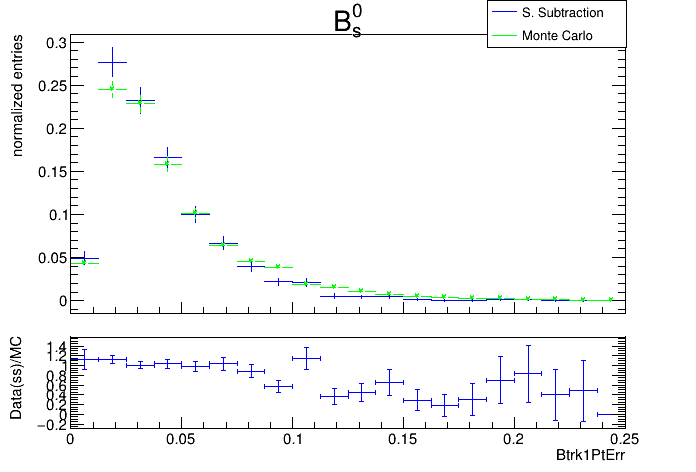 B_s^0
S. Subtraction
Monte Carlo
normalized entries
0.3
0.25
0.2
0.15
0.1
0.05
0
Data(ss)/MC
1.4
1.2
1
0.8
0.6
0.4
0.2
0
−0.2
0 0.05 0.1 0.15 0.2 0.25
Btrk1PtErr